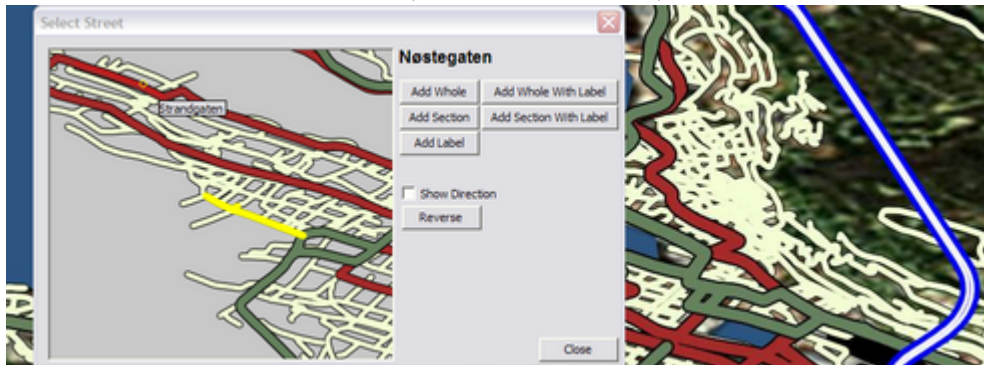 Select Street
Nøstegaten
Strandgaten
Add Whole
Add Whole With Label
Add Section
Add Section With Label
Add Label
Show Direction
Reverse
Close